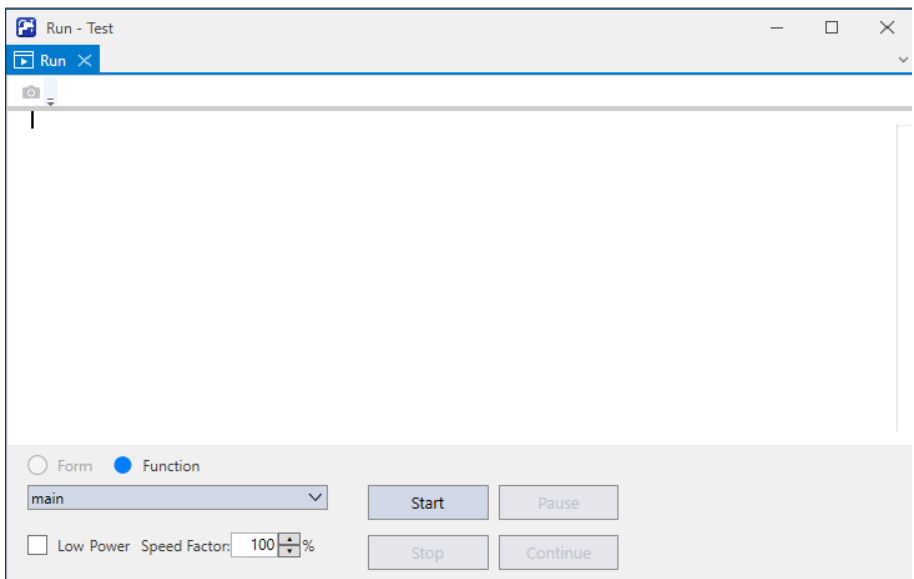 Run - Test
Run
Form Function
main
Start Pause
Low Power Speed Factor: 100 %
Stop Continue